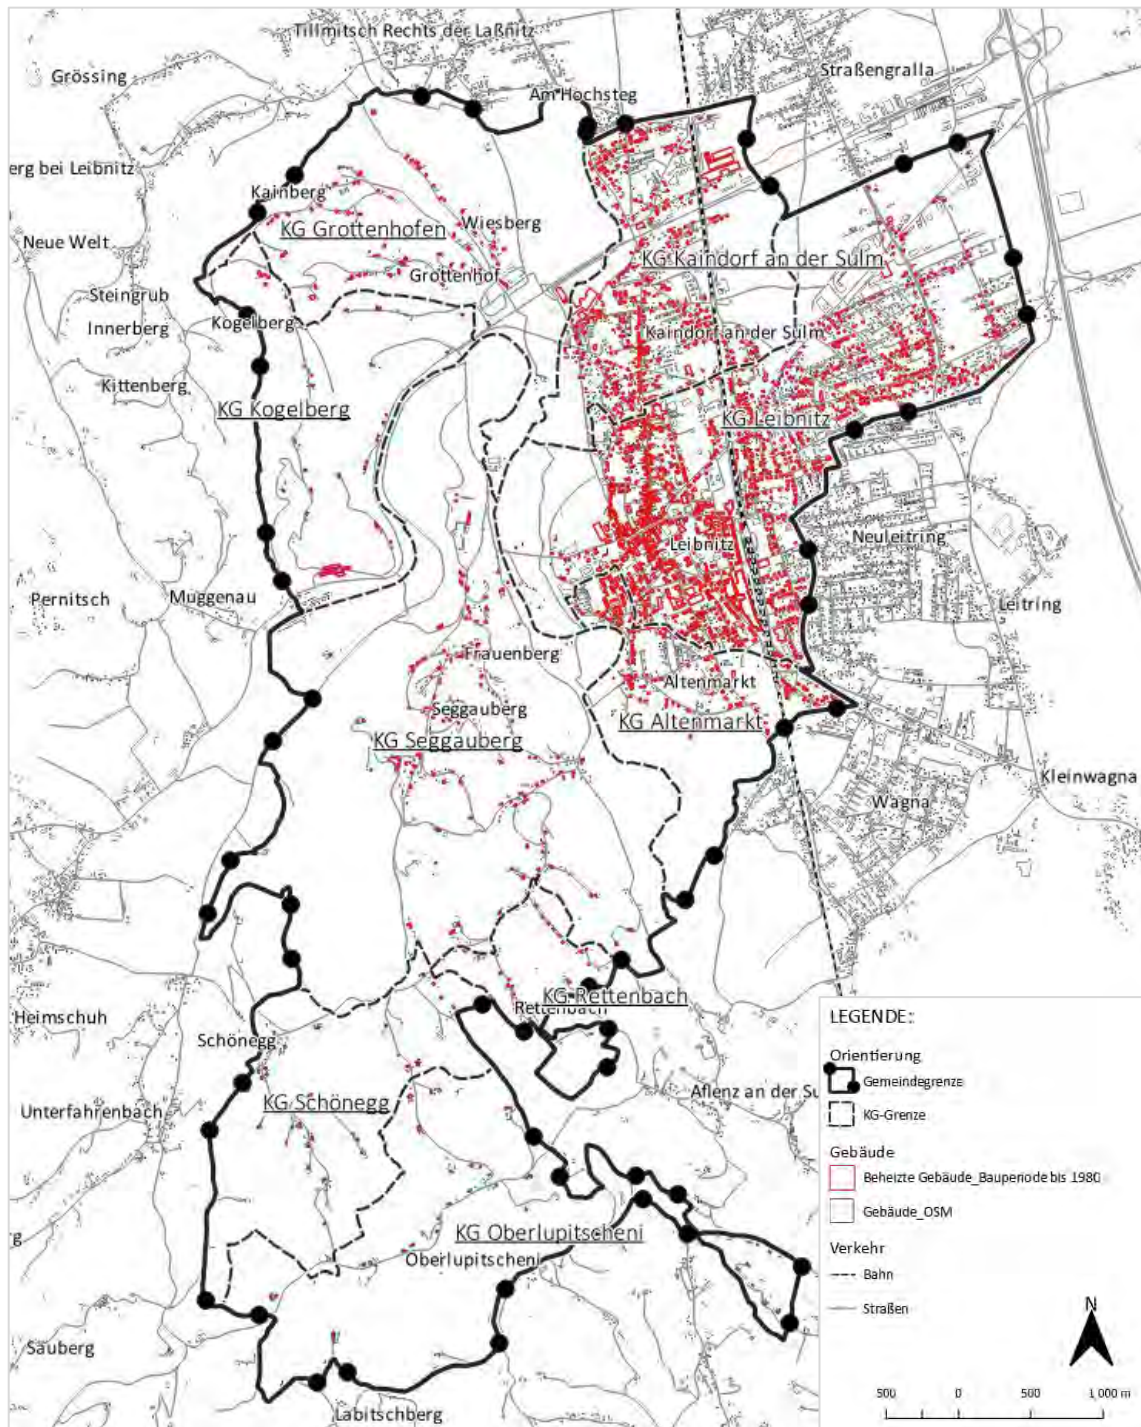 Tillmitsch Rechts der Laßnitz
Grössing
Straßengralla
Am Hochsteg
erg bei Leibnitz
Kainberg
KG Grottenhofen
Wiesberg
Neue Welt
KG Kaindorf an der Sulm
Grottenhof
Steingrub
Innerberg
Kogelberg
Kaindorf an der Sulm
Kittenberg
KG Kogelberg
KG Leibnitz
Leibnitz
Neuleitring
Pernitsch
Muggenau
Leitring
Frauenberg
Altenmarkt
Seggauberg
KG Altenmarkt
KG Seggauberg
Kleinwagna
Wagna
KG Rettenbach
Rettenbach
Heimschuh
Schönegg
Unterfahrenbach
KG Schönegg
Aflenz an der Su
g
KG Oberlupitscheni
Oberlupitscheni
Sauberg
Labitschberg
LEGENDE:
Orientierung
Gemeindegrenze
KG-Grenze
Gebäude
Beheizte Gebäude_Bauperiode bis 1980
Gebäude_OSM
Verkehr
Bahn
Straßen
N
500 0 500 1,000 m